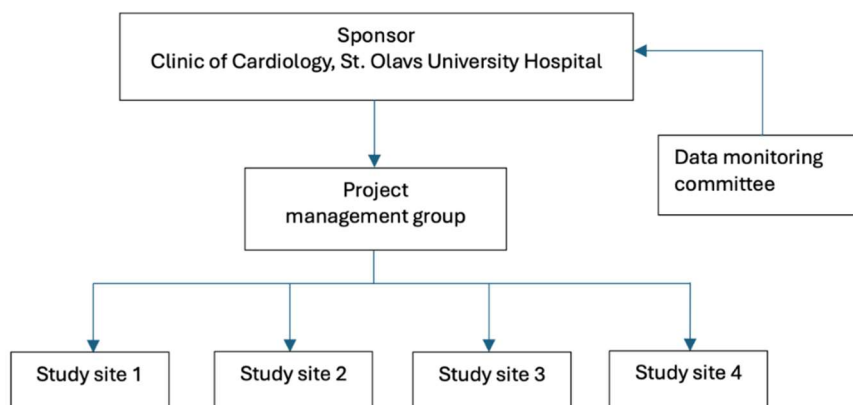 Sponsor
Clinic of Cardiology, St. Olavs University Hospital
Data monitoring
committee
Project
management group
Study site 1
Study site 2
Study site 3
Study site 4